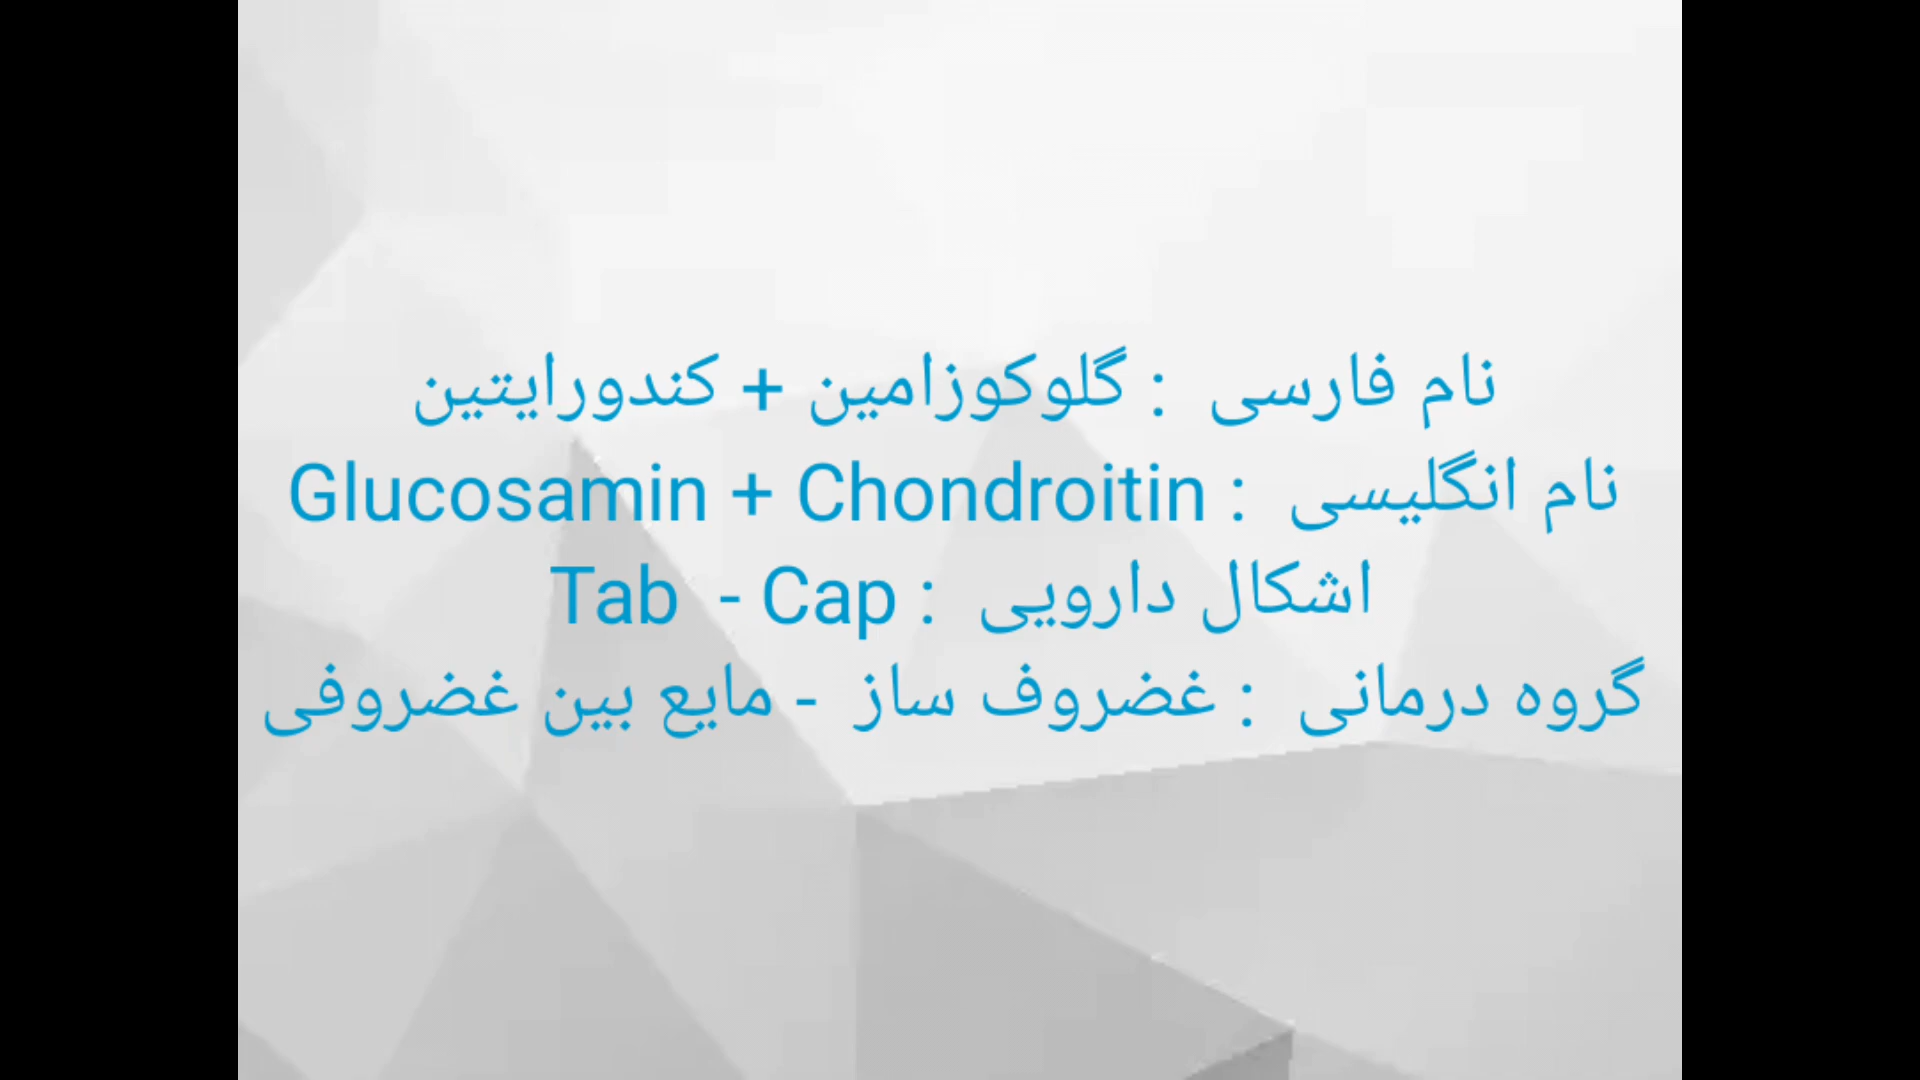 نام فارسی : گلوکوزامین + کندورایتین
نام انگلیسی : Glucosamin + Chondroitin
اشکال دارویی : Tab - Cap
گروه درمانی : غضروف ساز - مایع بین غضروفی